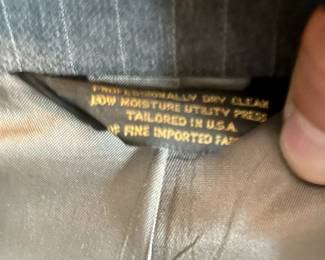 PROFESSIONALLY DRY CLEAN
LOW MOISTURE UTILITY PRESS
TAILORED IN U.S.A.
OF FINE IMPORTED